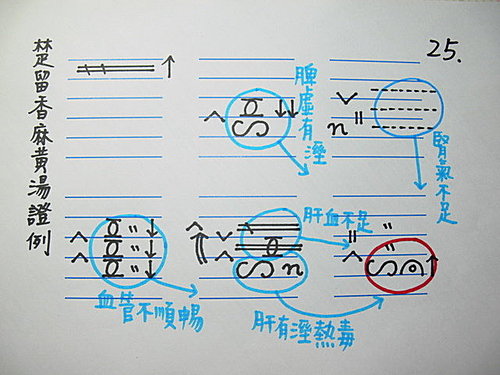 25.
楚留香麻黃湯證例
脾虛有溼
n
腎氣不足
血管不順暢
肝血不足
n
肝有溼熱毒